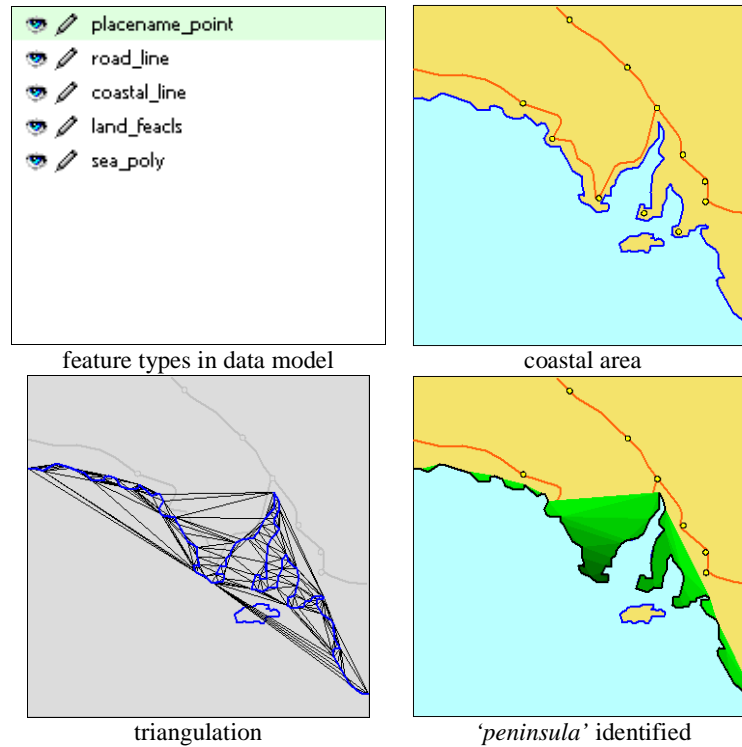 placename_point
road_line
coastal_line
land_feacls
sea_poly
feature types in data model
coastal area
triangulation
‘peninsula’ identified